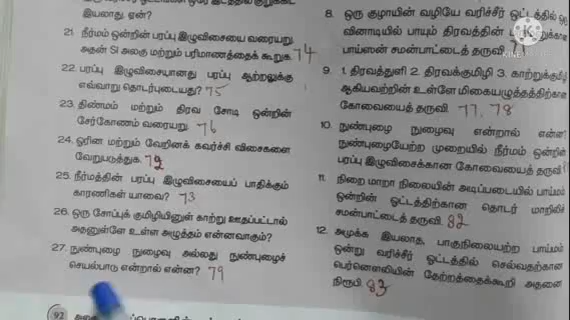 இயலாது. ஏன்?
21. நீர்மம் ஒன்றின் பரப்பு இழுவிசையை வரையறு.
அதன் SI அலகு மற்றும் பரிமாணத்தைக் கூறுக. 74
22. பரப்பு இழுவிசையானது பரப்பு ஆற்றலுக்கு
எவ்வாறு தொடர்புடையது? 75
23. திண்மம் மற்றும் திரவ சோடி ஒன்றின்
சேர்கோணம் வரையறு. 76
24. ஓரின மற்றும் வேறினக் கவர்ச்சி விசைகளை
வேறுபடுத்துக. 72
25. நீர்மத்தின் பரப்பு இழுவிசையைப் பாதிக்கும்
காரணிகள் யாவை? 73
26. ஒரு சோப்புக் குமிழியினுள் காற்று ஊதப்பட்டால்
அதனுள்ளே உள்ள அழுத்தம் என்னவாகும்?
27. நுண்புழை நுழைவு அல்லது நுண்புழைச்
செயல்பாடு என்றால் என்ன? 79
92
8. ஒரு குழாயின் வழியே வரிச்சீர் ஓட்டத்தில் ஒரு
வினாடியில் பாயும் திரவத்தின்
பாய்ஸன் சமன்பாட்டைத் தருவி.
KN
9. 1. திரவத்துளி 2. திரவக்குமிழி 3. காற்றுக்குமிழி
ஆகியவற்றின் உள்ளே மிகையழுத்தத்திற்கான
கோவையைத் தருவி. 77, 78
10. நுண்புழை நுழைவு என்றால் என்ன
நுண்புழையேற்ற முறையில் நீர்மம் ஒன்றின்
பரப்பு இழுவிசைக்கான கோவையைத் தருவி
11. நிறை மாறா நிலையின் அடிப்படையில் பாய்மம்
ஒன்றின் ஓட்டத்திற்கான தொடர் மாறிலிச்
சமன்பாட்டைத் தருவி. 82
12. அழுக்க இயலாத, பாகுநிலையற்ற பாய்மம்
ஒன்று வரிச்சீர் ஓட்டத்தில் செல்வதற்கான
பெர்னௌலியின் தேற்றத்தைக்கூறி அதனை
நிரூபி. 83